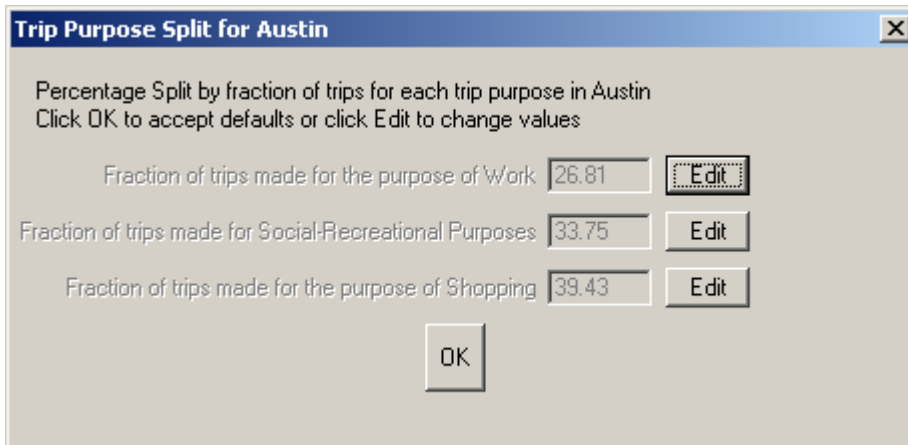 Trip Purpose Split for Austin
Percentage Split by fraction of trips for each trip purpose in Austin
Click OK to accept defaults or click Edit to change values
Fraction of trips made for the purpose of Work 26.81 Edit
Fraction of trips made for Social-Recreational Purposes 33.75 Edit
Fraction of trips made for the purpose of Shopping 39.43 Edit
OK